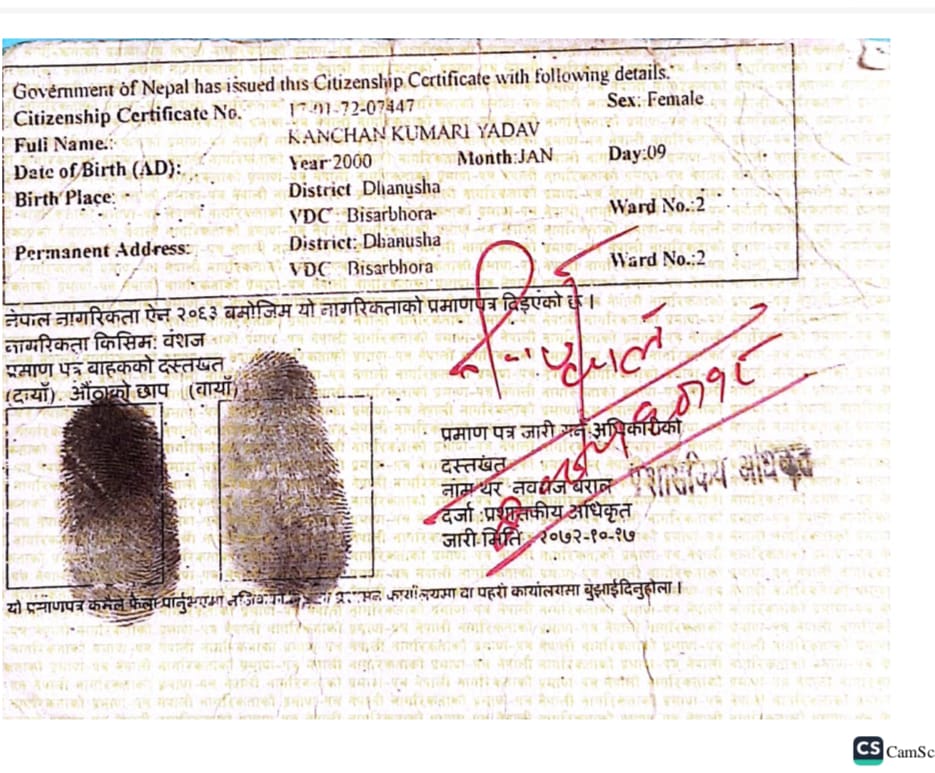 Government of Nepal has issued this Citizenship Certificate with following details.
Citizenship Certificate No. 17-01-72-07447 Sex: Female
Full Name.: KANCHAN KUMARI YADAV
Date of Birth (AD): Year 2000 Month: JAN Day:09
Birth Place: District Dhanusha
VDC Bisarbhora Ward No.:2
Permanent Address: District: Dhanusha
VDC Bisarbhora Ward No.:2
नेपाल नागरिकता ऐन २०६३ बमोजिम यो नागरिकताको प्रमाणपत्र दिइएको छ ।
नागरिकता किसिम: वंशज
प्रमाण पत्र बाहकको दस्तखत
(दायाँ). औंठाको छाप (वायाँ)
प्रमाण पत्र जारी गर्ने अधिकारीको
दस्तखत
नाम थर नवराज बराल
प्रशासकिय अधिकृत
दर्जा :प्रशासकीय अधिकृत
जारी मिति २०७२-१०-१७
यो प्रमाणपत्र कसैले फेला पार्नुभएमा कार्यालयमा वा प्रहरी कार्यालयमा बुझाईदिनुहोला ।
CS CamSc